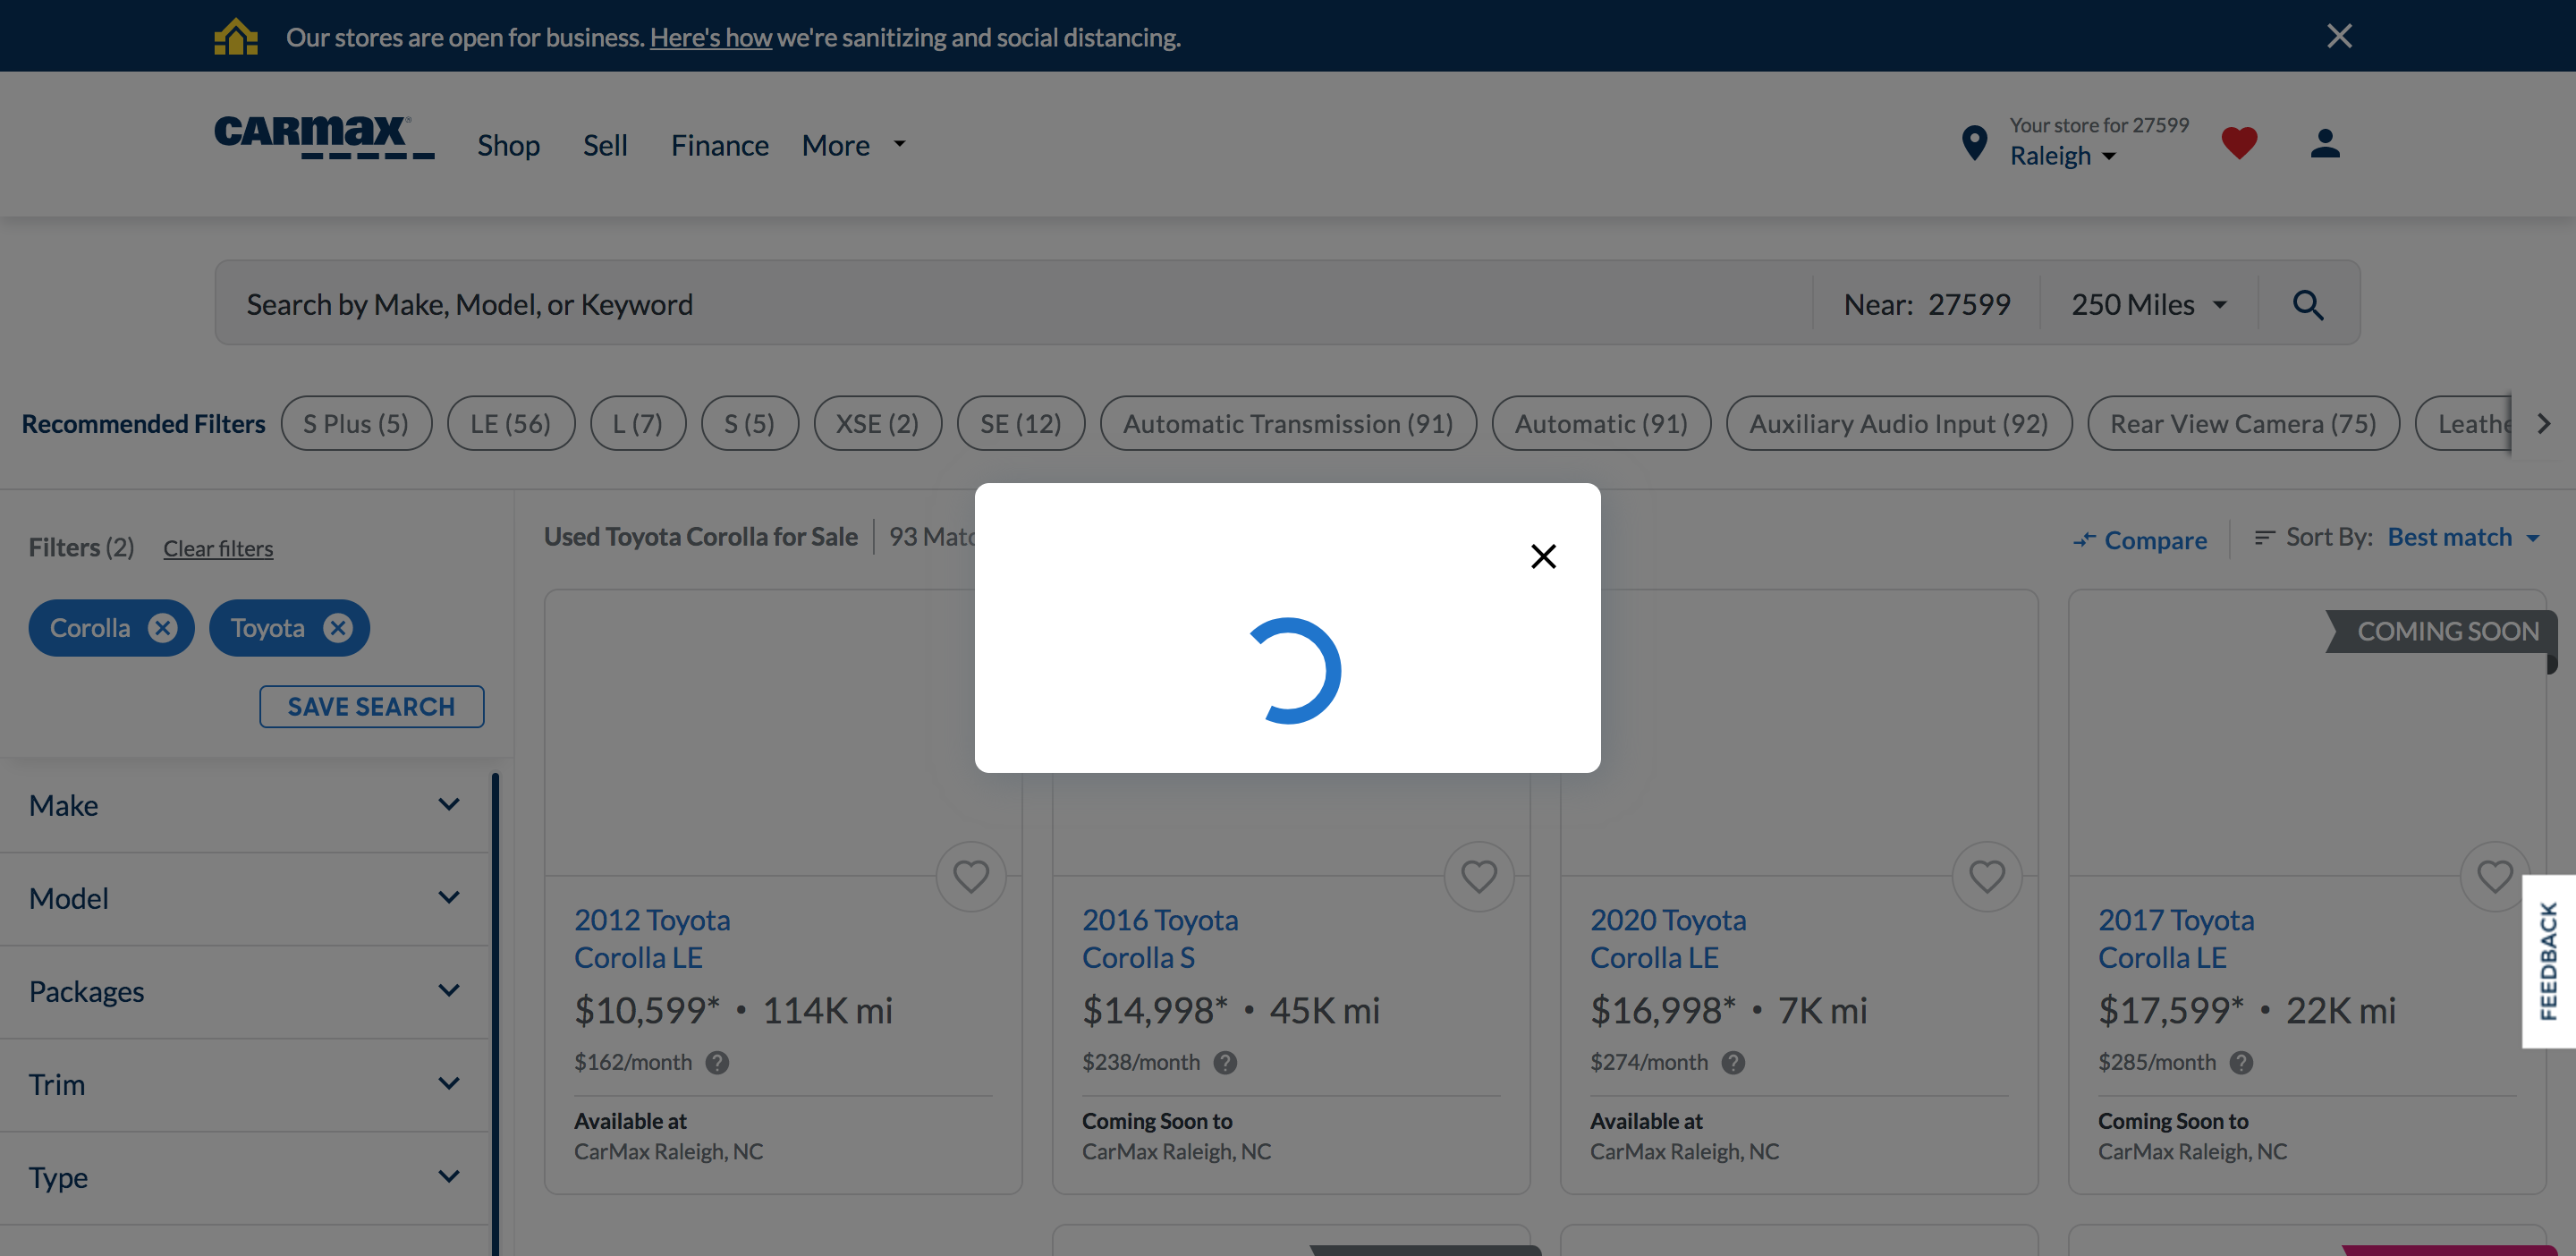 Our stores are open for business. Here's how we're sanitizing and social distancing.
CARMAX
Shop Sell Finance More
Your store for 27599
Raleigh
Search by Make, Model, or Keyword Near: 27599 250 Miles
Recommended Filters S Plus (5) LE (56) L (7) S (5) XSE (2) SE (12) Automatic Transmission (91) Automatic (91) Auxiliary Audio Input (92) Rear View Camera (75)
Filters (2) Clear filters
Corolla Toyota
SAVE SEARCH
Make
Model
Packages
Trim
Type
Used Toyota Corolla for Sale 93
Compare Sort By: Best match
COMING SOON
2012 Toyota
Corolla LE
$10,599* • 114K mi
$162/month
Available at
CarMax Raleigh, NC
2016 Toyota
Corolla S
$14,998* • 45K mi
$238/month
Coming Soon to
CarMax Raleigh, NC
2020 Toyota
Corolla LE
$16,998* • 7K mi
$274/month
Available at
CarMax Raleigh, NC
2017 Toyota
Corolla LE
$17,599* • 22K mi
$285/month
Coming Soon to
CarMax Raleigh, NC
FEEDBACK